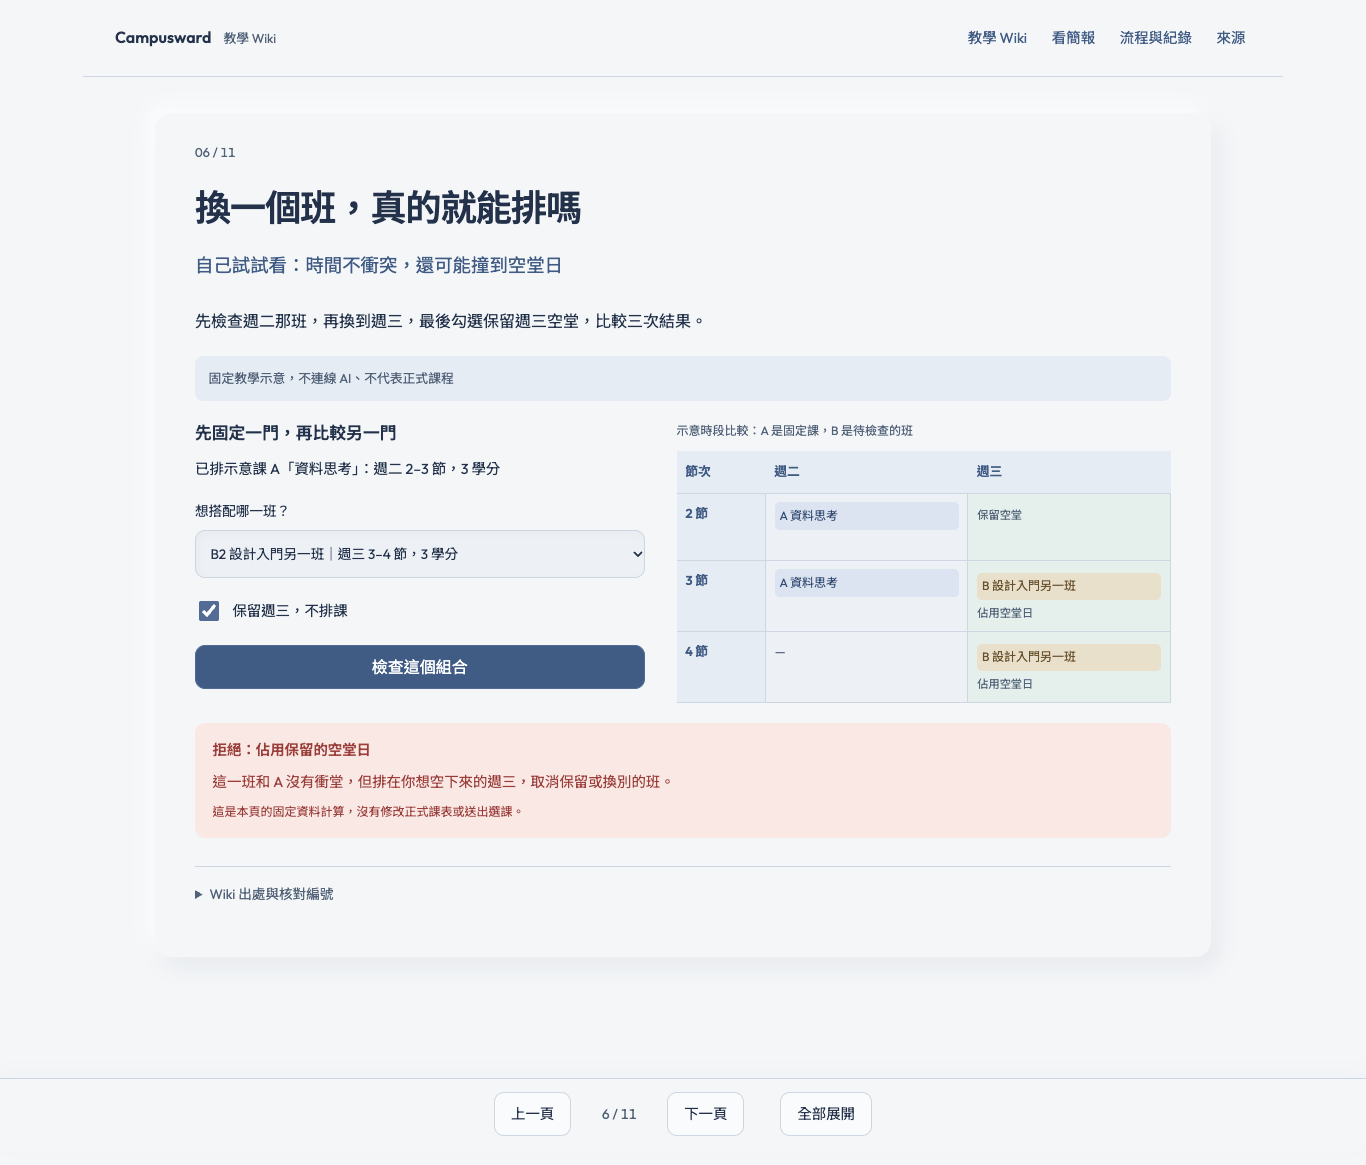 Campusward 教學 Wiki
教學 Wiki 看簡報 流程與紀錄 來源
06 / 11
換一個班，真的就能排嗎
自己試試看：時間不衝突，還可能撞到空堂日
先檢查週二那班，再換到週三，最後勾選保留週三空堂，比較三次結果。
固定教學示意，不連線 AI、不代表正式課程
先固定一門，再比較另一門
已排示意課 A「資料思考」：週二 2–3 節，3 學分
想搭配哪一班？
B2 設計入門另一班｜週三 3–4 節，3 學分
保留週三，不排課
檢查這個組合
示意時段比較：A 是固定課，B 是待檢查的班
節次 週二 週三
2 節 A 資料思考 保留空堂
3 節 A 資料思考 B 設計入門另一班
佔用空堂日
4 節 — B 設計入門另一班
佔用空堂日
拒絕：佔用保留的空堂日
這一班和 A 沒有衝堂，但排在你想空下來的週三，取消保留或換別的班。
這是本頁的固定資料計算，沒有修改正式課表或送出選課。
Wiki 出處與核對編號
上一頁 6 / 11 下一頁 全部展開